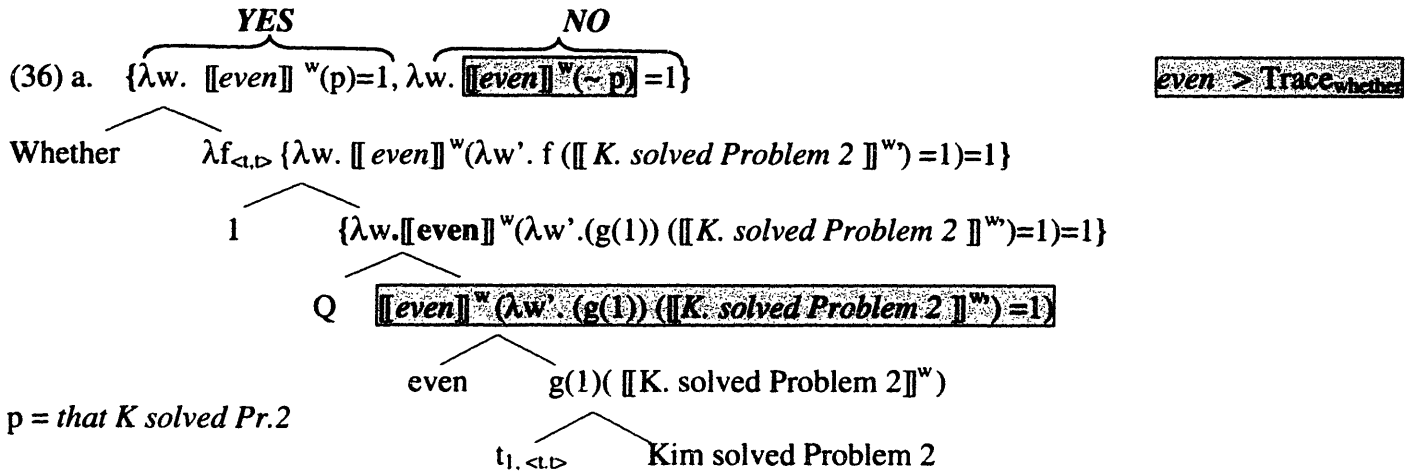 YES NO
(36) a. {λw. [[even]] ʷ(p)=1, λw. [[even]] ʷ(~ p) =1} even > Trace_whether
Whether λf<t,t> {λw. [[ even]]ʷ(λw’. f ([[ K. solved Problem 2 ]]ʷ’) =1)=1}
1 {λw.[[even]] ʷ(λw’.(g(1)) ([[K. solved Problem 2 ]]ʷ’)=1)=1}
Q [[even]] ʷ (λw’. (g(1)) ([[K. solved Problem 2 ]]ʷ’) =1)
even g(1)( [[K. solved Problem 2]]ʷ )
p = that K solved Pr.2
t1, <t,t> Kim solved Problem 2